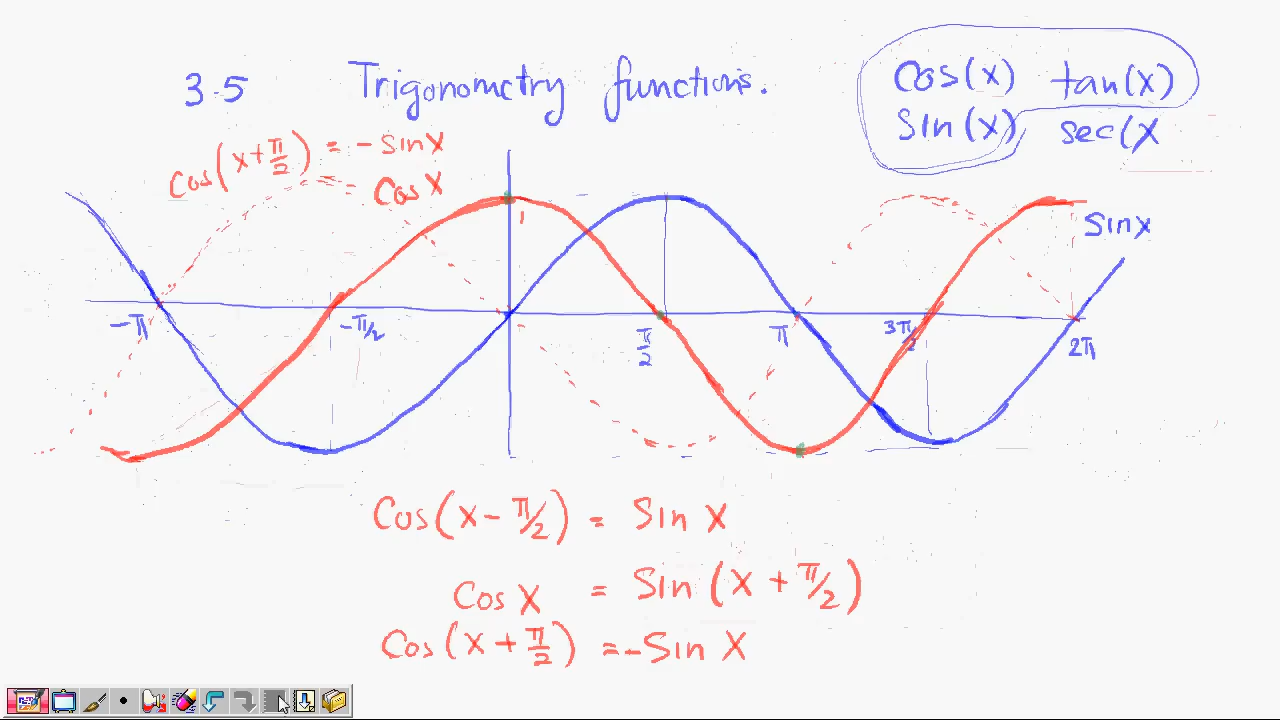 3.5 Trigonometry functions.
cos(x) tan(x)
sin(x) sec(x
cos(x+π/2) = -sinx
= cosx
1
sinx
-π -π/2 π/2 π 3π/2 2π
cos(x-π/2) = sin x
cos x = sin (x + π/2)
cos(x+π/2) = -sin x